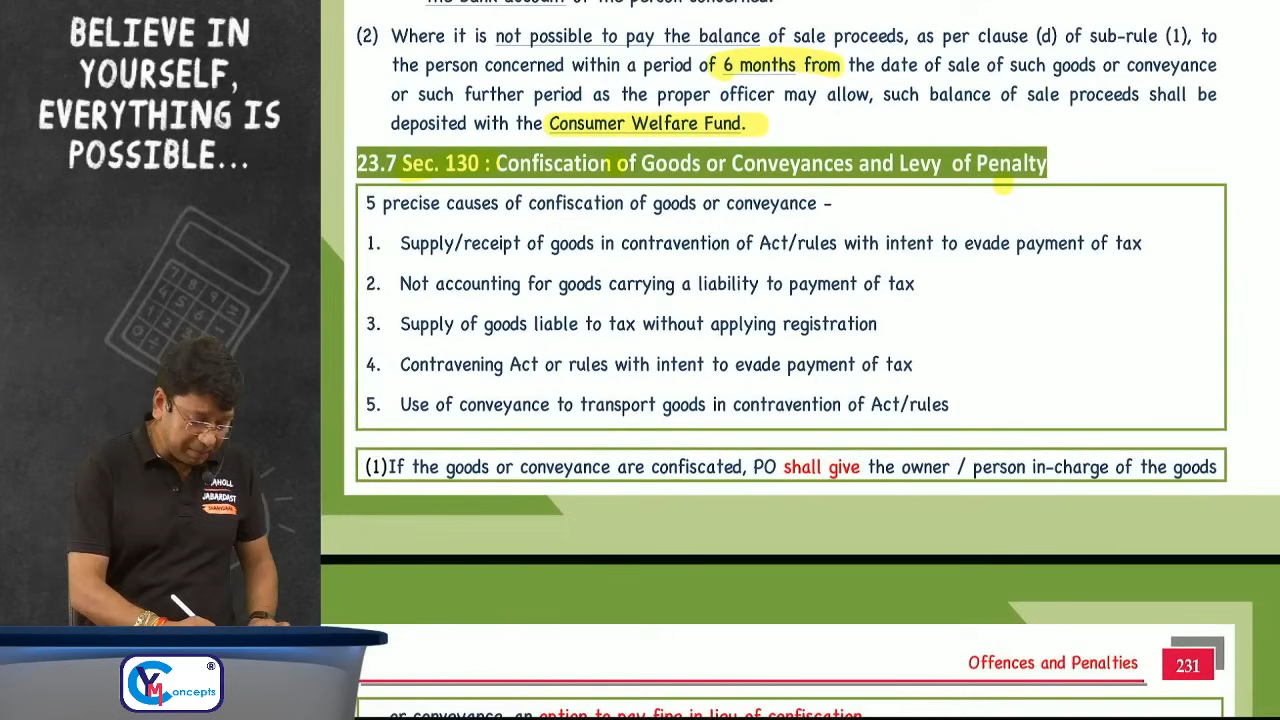 BELIEVE IN
YOURSELF,
EVERYTHING IS
POSSIBLE...
the bank account of the person concerned.
(2) Where it is not possible to pay the balance of sale proceeds, as per clause (d) of sub-rule (1), to
the person concerned within a period of 6 months from the date of sale of such goods or conveyance
or such further period as the proper officer may allow, such balance of sale proceeds shall be
deposited with the Consumer Welfare Fund.
23.7 Sec. 130 : Confiscation of Goods or Conveyances and Levy of Penalty
5 precise causes of confiscation of goods or conveyance –
1. Supply/receipt of goods in contravention of Act/rules with intent to evade payment of tax
2. Not accounting for goods carrying a liability to payment of tax
3. Supply of goods liable to tax without applying registration
4. Contravening Act or rules with intent to evade payment of tax
5. Use of conveyance to transport goods in contravention of Act/rules
(1)If the goods or conveyance are confiscated, PO shall give the owner / person in-charge of the goods
Offences and Penalties 231
or conveyance, an option to pay fine in lieu of confiscation
YM Concepts ®